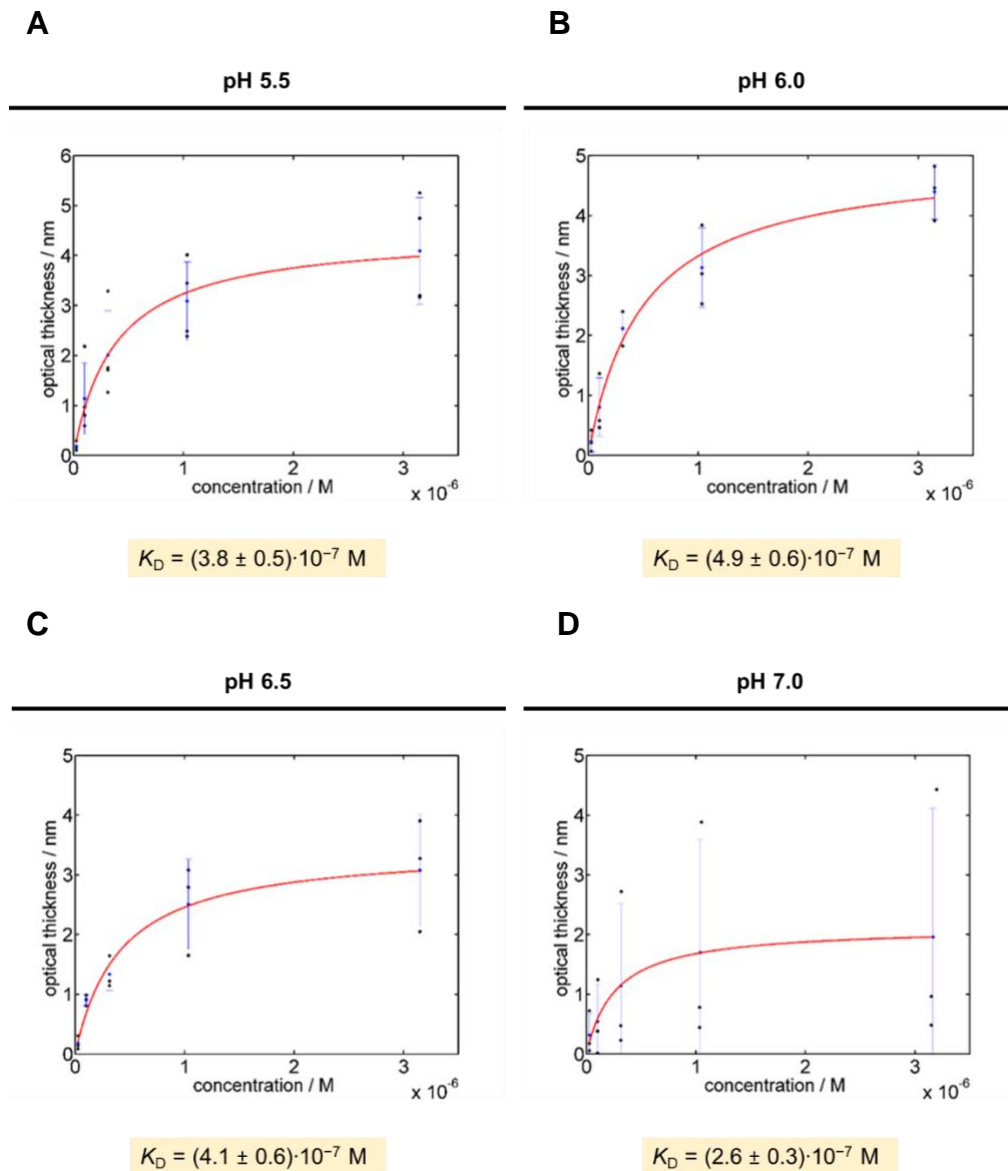 A
B
pH 5.5
pH 6.0
6
5
4
3
2
1
0
optical thickness / nm
0
1
2
3
concentration / M
x 10⁻⁶
5
4
3
2
1
0
optical thickness / nm
0
1
2
3
concentration / M
x 10⁻⁶
K_D = (3.8 ± 0.5)·10⁻⁷ M
K_D = (4.9 ± 0.6)·10⁻⁷ M
C
D
pH 6.5
pH 7.0
5
4
3
2
1
0
optical thickness / nm
0
1
2
3
concentration / M
x 10⁻⁶
5
4
3
2
1
0
optical thickness / nm
0
1
2
3
concentration / M
x 10⁻⁶
K_D = (4.1 ± 0.6)·10⁻⁷ M
K_D = (2.6 ± 0.3)·10⁻⁷ M